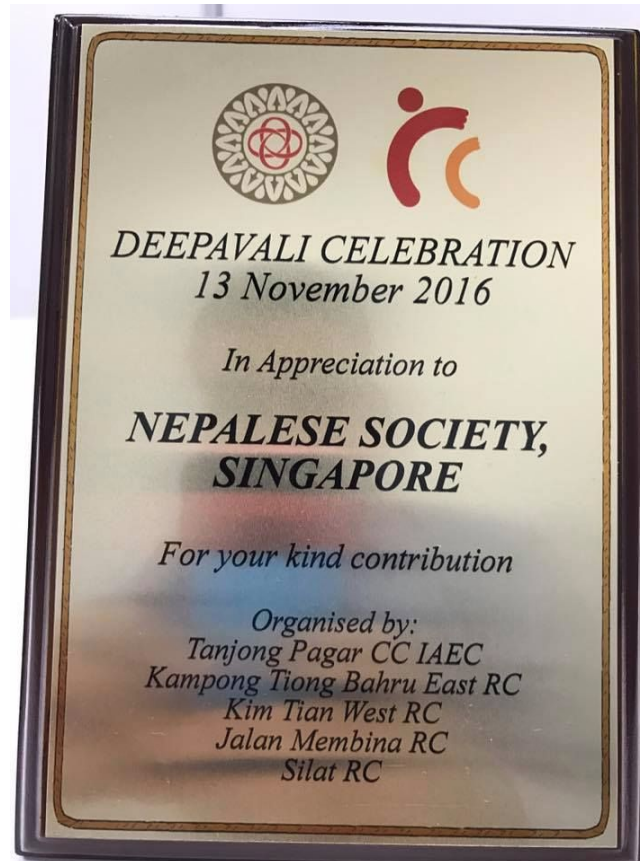 DEEPAVALI CELEBRATION
13 November 2016
In Appreciation to
NEPALESE SOCIETY,
SINGAPORE
For your kind contribution
Organised by:
Tanjong Pagar CC IAEC
Kampong Tiong Bahru East RC
Kim Tian West RC
Jalan Membina RC
Silat RC